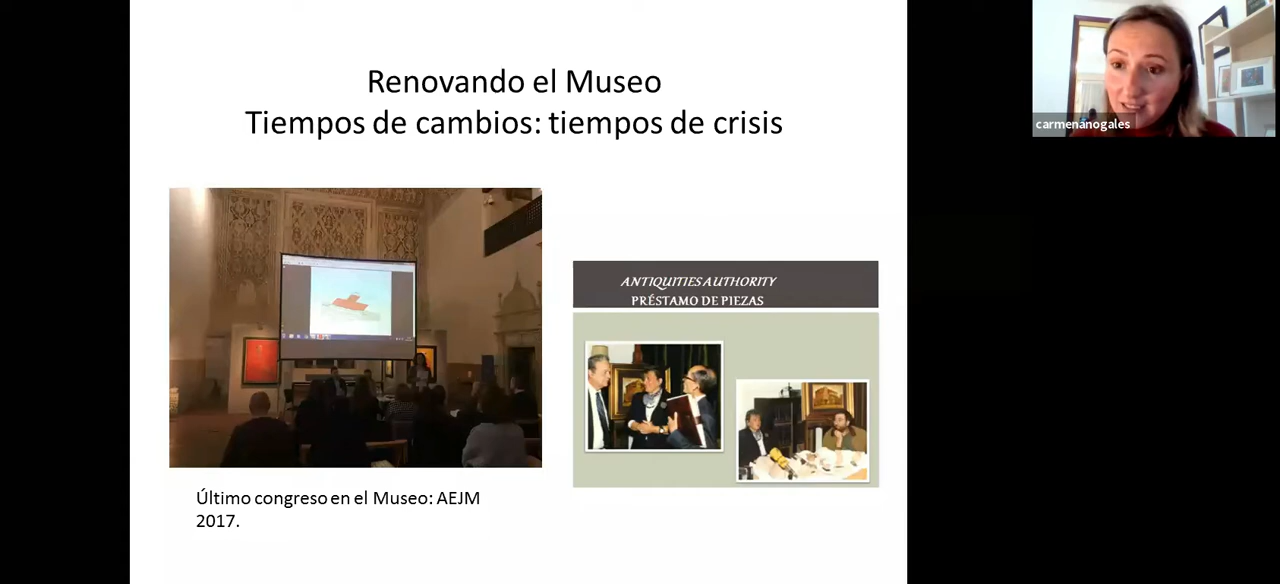 Renovando el Museo
Tiempos de cambios: tiempos de crisis
carmenanogales
ANTIQUITIES AUTHORITY
PRÉSTAMO DE PIEZAS
Último congreso en el Museo: AEJM
2017.